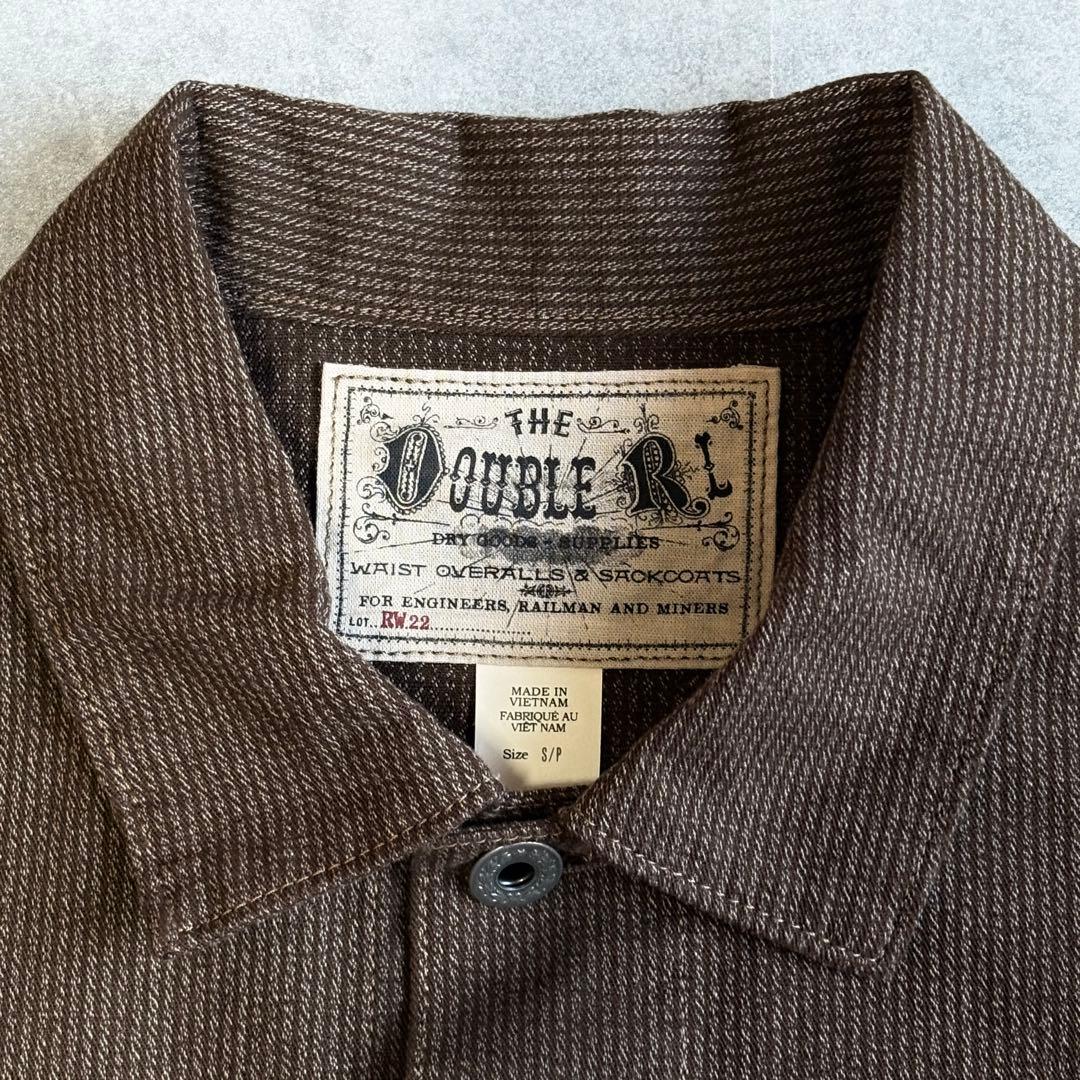 THE
DOUBLE RL
DRY GOODS - SUPPLIES
WAIST OVERALLS & SACKCOATS
FOR ENGINEERS, RAILMAN AND MINERS
LOT.. RW.22
MADE IN
VIETNAM
FABRIQUÉ AU
VIÊT NAM
Size S/P